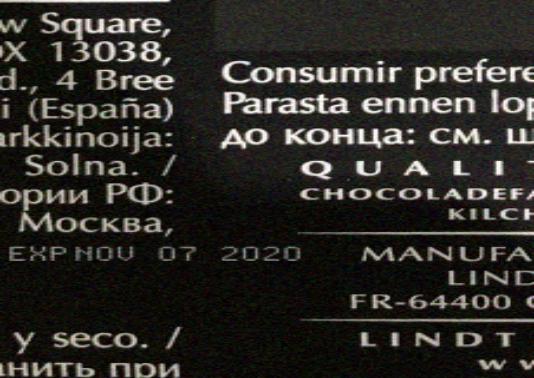 w Square,
OX 13038,
d., 4 Bree
i (España)
arkkinoija:
Solna. /
ории РФ:
Москва,
EXP NOV 07 2020
y seco. /
анить при
Consumir prefere
Parasta ennen lop
до конца: см. ш
QUALIT
CHOCOLADEFA
KILCH
MANUFA
LIND
FR-64400
LINDT
w w